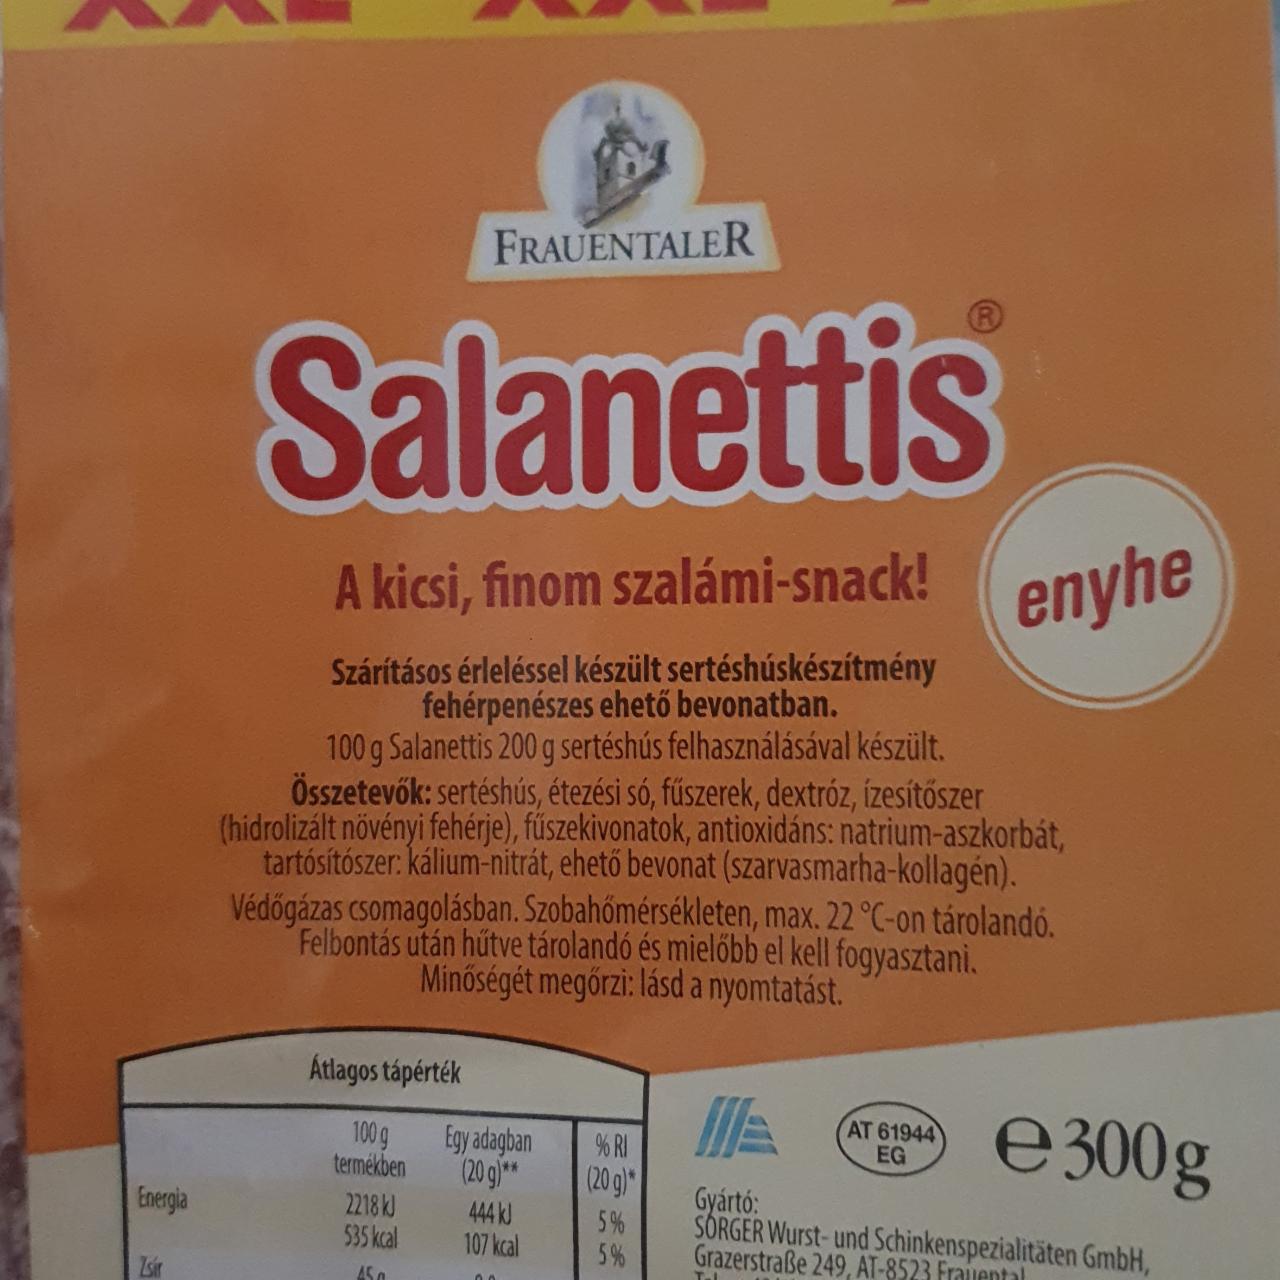 XXL XXL
FRAUENTALER
Salanettis®
A kicsi, finom szalámi-snack!
enyhe
Szárításos érleléssel készült sertéshúskészítmény
fehérpenészes ehető bevonatban.
100 g Salanettis 200 g sertéshús felhasználásával készült.
Összetevők: sertéshús, étezési só, fűszerek, dextróz, ízesítőszer
(hidrolizált növényi fehérje), fűszekivonatok, antioxidáns: natrium-aszkorbát,
tartósítószer: kálium-nitrát, ehető bevonat (szarvasmarha-kollagén).
Védőgázas csomagolásban. Szobahőmérsékleten, max. 22 °C-on tárolandó.
Felbontás után hűtve tárolandó és mielőbb el kell fogyasztani.
Minőségét megőrzi: lásd a nyomtatást.
Átlagos tápérték
100 g Egy adagban % RI
termékben (20 g)** (20 g)*
Energia 2218 kJ 444 kJ 5%
535 kcal 107 kcal 5%
Zsír 45 g
AT 61944
EG
e 300g
Gyártó:
SORGER Wurst- und Schinkenspezialitäten GmbH,
Grazerstraße 249, AT-8523 Frauental